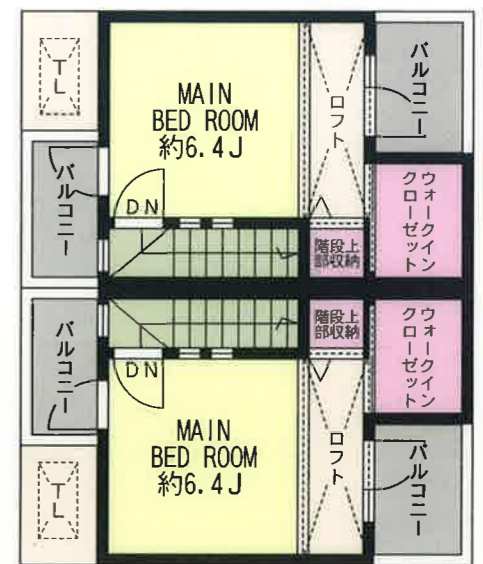 TL
MAIN
BED ROOM
約6.4J
ロフト
バルコニー
バルコニー
DN
階段上
部収納
ウォークイン
クローゼット
バルコニー
DN
階段上
部収納
ウォークイン
クローゼット
MAIN
BED ROOM
約6.4J
ロフト
バルコニー
TL